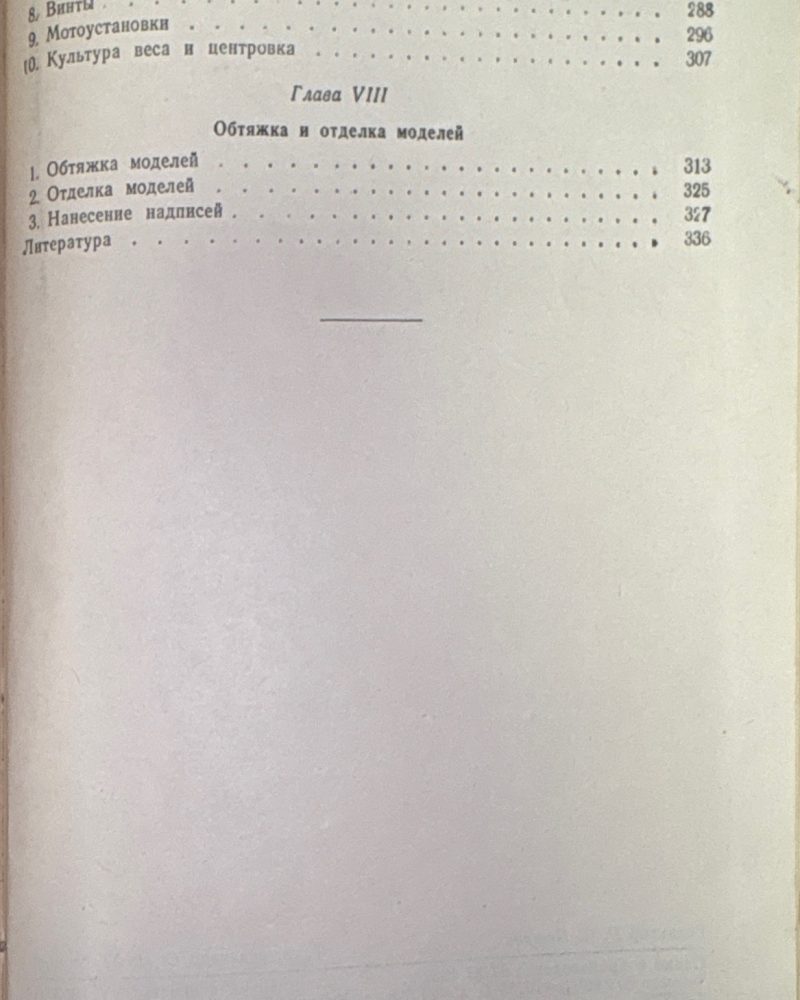 8. Винты . . . . . . . . . . . . . . . . . . . . . 288
9. Мотоустановки . . . . . . . . . . . . . . . . . . 296
10. Культура веса и центровка . . . . . . . . . . . . . 307
Глава VIII
Обтяжка и отделка моделей
1. Обтяжка моделей . . . . . . . . . . . . . . . . . . 313
2. Отделка моделей . . . . . . . . . . . . . . . . . . 325
3. Нанесение надписей . . . . . . . . . . . . . . . . . 327
Литература . . . . . . . . . . . . . . . . . . . . . 336